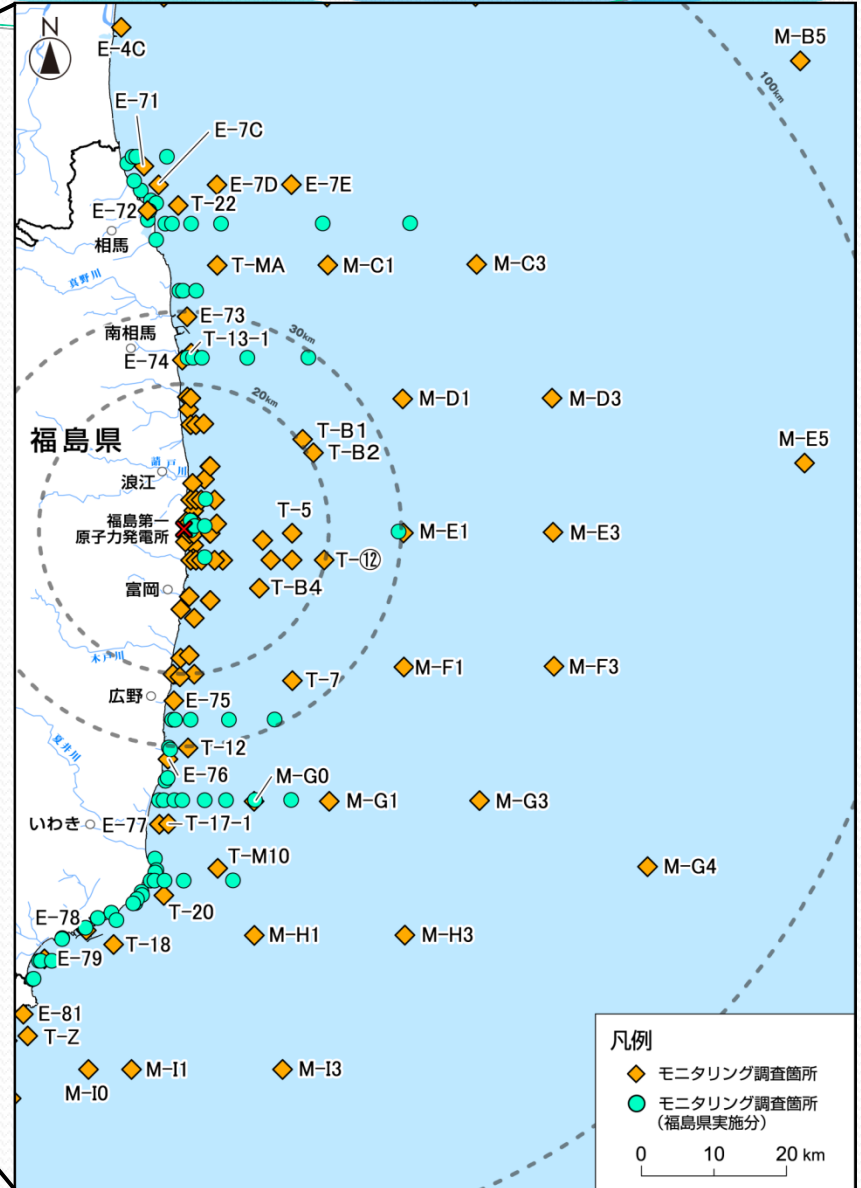 N
E-4C
M-B5
100km
E-71
E-7C
E-7D
E-7E
E-72
T-22
相馬
T-MA
M-C1
M-C3
真野川
E-73
30km
南相馬
T-13-1
E-74
20km
M-D1
M-D3
福島県
T-B1
T-B2
M-E5
請戸川
浪江
T-5
福島第一
原子力発電所
M-E1
M-E3
T-⑫
富岡
T-B4
木戸川
M-F1
M-F3
T-7
広野
E-75
夏井川
T-12
E-76
M-G0
M-G1
M-G3
いわき
E-77
T-17-1
T-M10
M-G4
T-20
E-78
M-H1
M-H3
T-18
E-79
E-81
T-Z
M-I0
M-I1
M-I3
凡例
モニタリング調査箇所
モニタリング調査箇所
(福島県実施分)
0 10 20 km